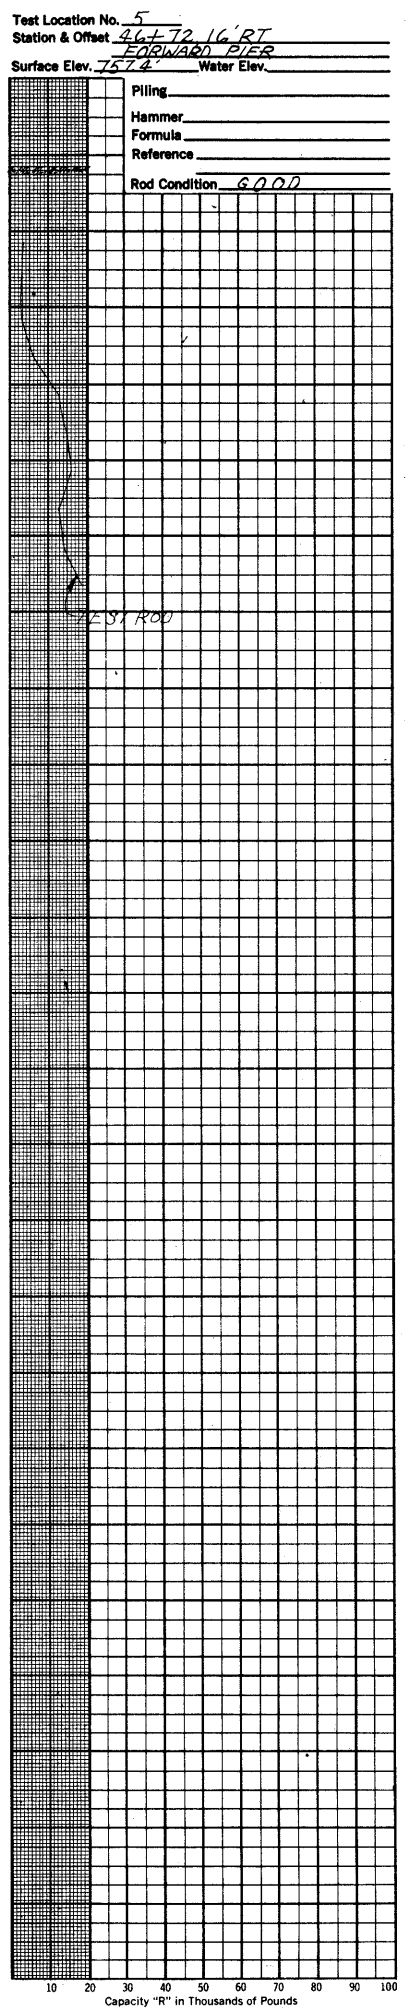 Test Location No. 5
Station & Offset 46+72 16' RT
FORWARD PIER
Surface Elev. 757.4' Water Elev.
Piling
Hammer
Formula
Reference
Rod Condition GOOD
TEST ROD
10 20 30 40 50 60 70 80 90 100
Capacity "R" in Thousands of Pounds